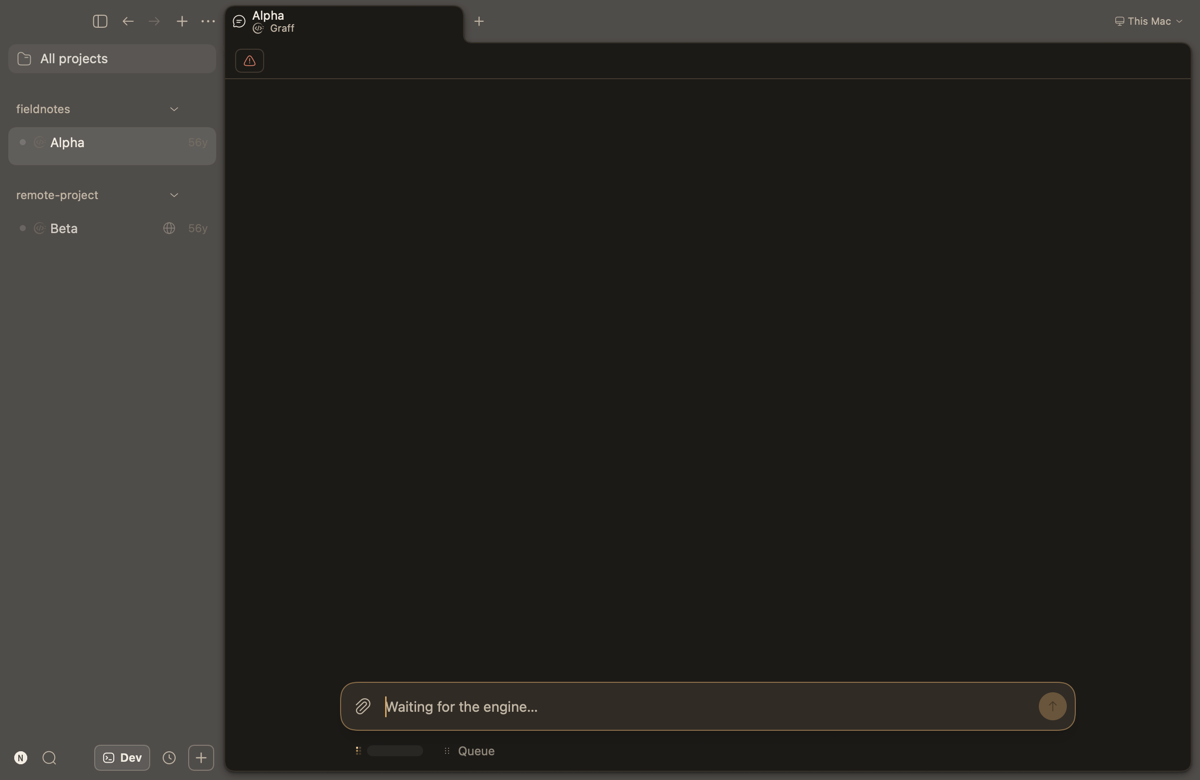 Alpha
Graff
This Mac
All projects
fieldnotes
Alpha 56y
remote-project
Beta 56y
Waiting for the engine...
Queue
N
Dev